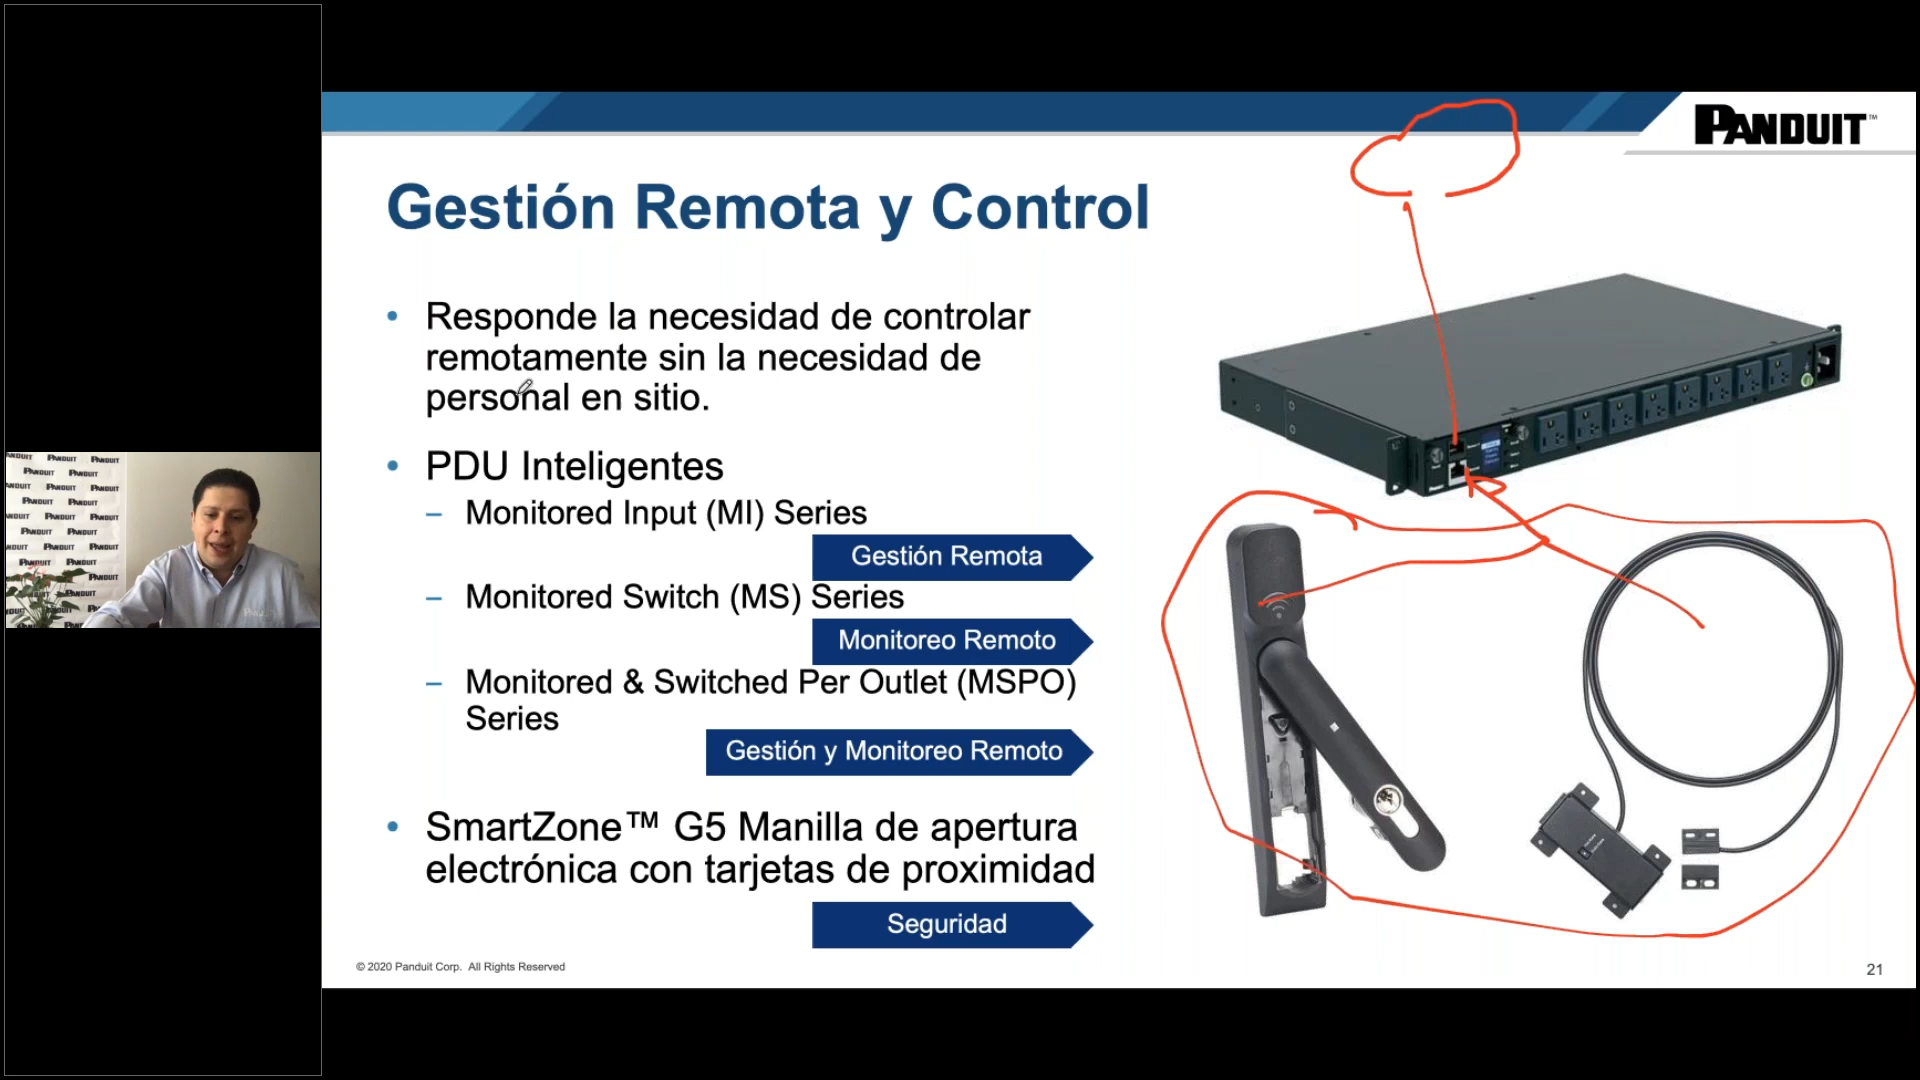 PANDUIT™
Gestión Remota y Control
• Responde la necesidad de controlar
remotamente sin la necesidad de
personal en sitio.
• PDU Inteligentes
– Monitored Input (MI) Series
Gestión Remota
– Monitored Switch (MS) Series
Monitoreo Remoto
– Monitored & Switched Per Outlet (MSPO)
Series
Gestión y Monitoreo Remoto
• SmartZone™ G5 Manilla de apertura
electrónica con tarjetas de proximidad
Seguridad
© 2020 Panduit Corp. All Rights Reserved
21